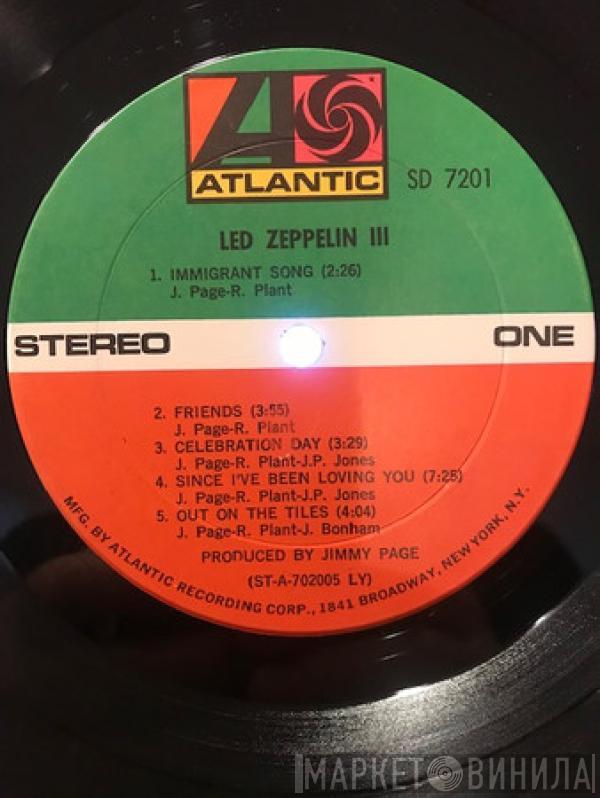 ATLANTIC
SD 7201
LED ZEPPELIN III
1. IMMIGRANT SONG (2:26)
J. Page-R. Plant
STEREO
ONE
2. FRIENDS (3:55)
J. Page-R. Plant
3. CELEBRATION DAY (3:29)
J. Page-R. Plant-J.P. Jones
4. SINCE I'VE BEEN LOVING YOU (7:25)
J. Page-R. Plant-J.P. Jones
5. OUT ON THE TILES (4:04)
J. Page-R. Plant-J. Bonham
PRODUCED BY JIMMY PAGE
(ST-A-702005 LY)
MFG. BY ATLANTIC RECORDING CORP., 1841 BROADWAY, NEW YORK, N.Y.
МАРКЕТ ВИНИЛА